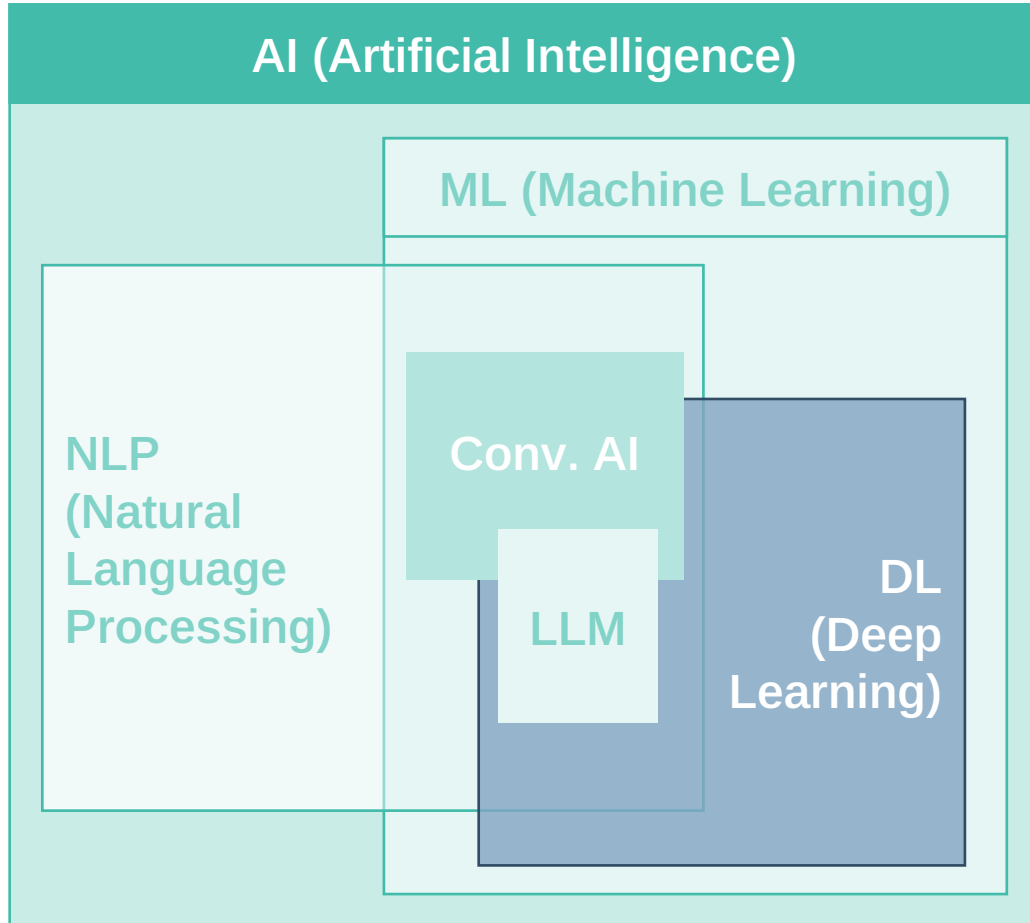 AI (Artificial Intelligence)
ML (Machine Learning)
NLP
(Natural
Language
Processing)
Conv. AI
LLM
DL
(Deep
Learning)